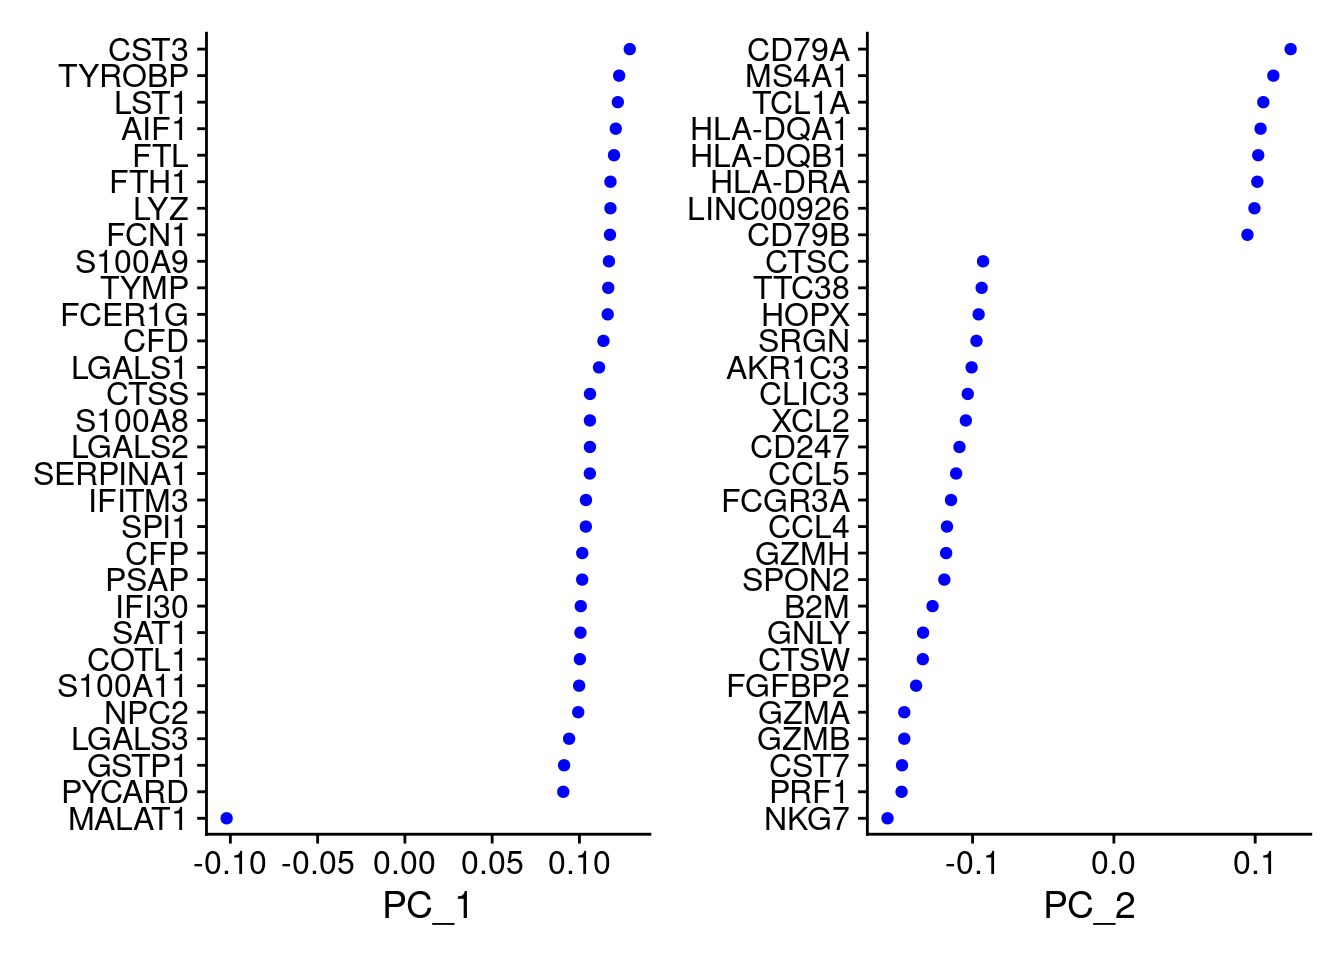 CST3
TYROBP
LST1
AIF1
FTL
FTH1
LYZ
FCN1
S100A9
TYMP
FCER1G
CFD
LGALS1
CTSS
S100A8
LGALS2
SERPINA1
IFITM3
SPI1
CFP
PSAP
IFI30
SAT1
COTL1
S100A11
NPC2
LGALS3
GSTP1
PYCARD
MALAT1
-0.10 -0.05 0.00 0.05 0.10
PC_1
CD79A
MS4A1
TCL1A
HLA-DQA1
HLA-DQB1
HLA-DRA
LINC00926
CD79B
CTSC
TTC38
HOPX
SRGN
AKR1C3
CLIC3
XCL2
CD247
CCL5
FCGR3A
CCL4
GZMH
SPON2
B2M
GNLY
CTSW
FGFBP2
GZMA
GZMB
CST7
PRF1
NKG7
-0.1 0.0 0.1
PC_2